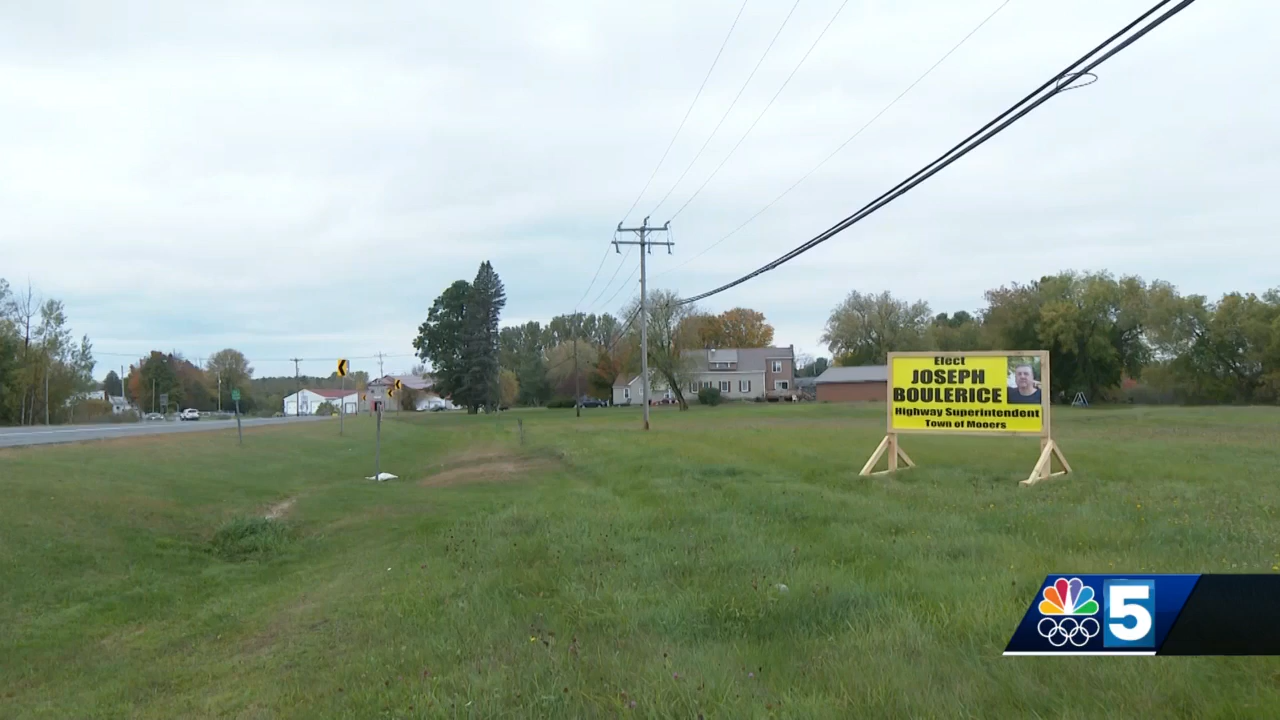 Elect
JOSEPH
BOULERICE
Highway Superintendent
Town of Mooers
5